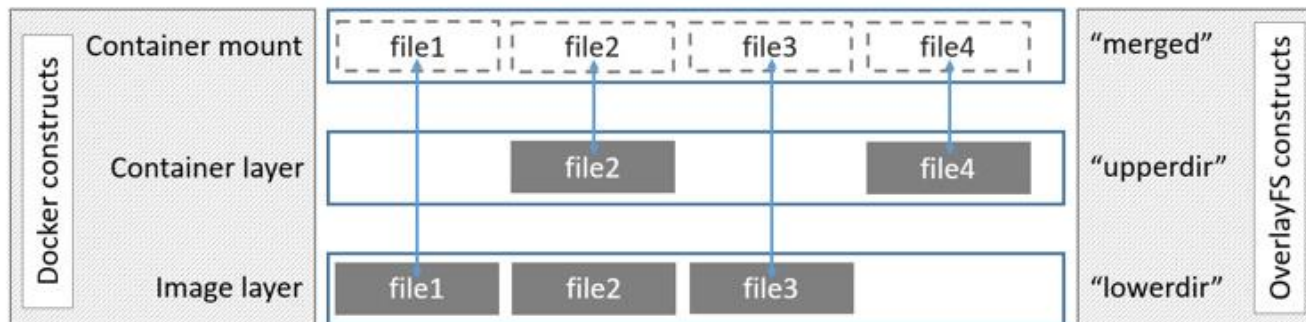 Docker constructs
Container mount
file1 file2 file3 file4
“merged”
Container layer
file2 file4
“upperdir”
Image layer
file1 file2 file3
“lowerdir”
OverlayFS constructs